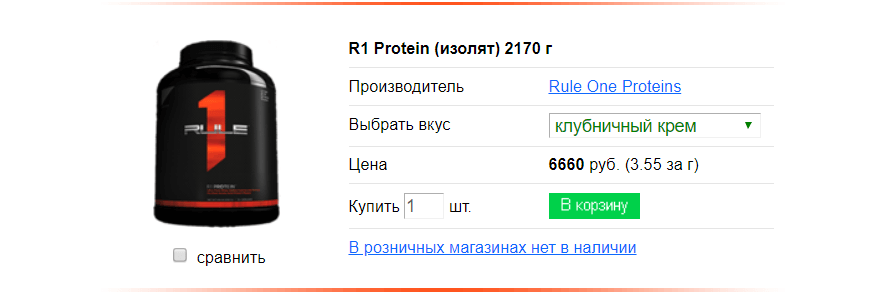 R1 Protein (изолят) 2170 г
Производитель Rule One Proteins
Выбрать вкус клубничный крем
Цена 6660 руб. (3.55 за г)
Купить 1 шт. В корзину
В розничных магазинах нет в наличии
1
RULE
сравнить